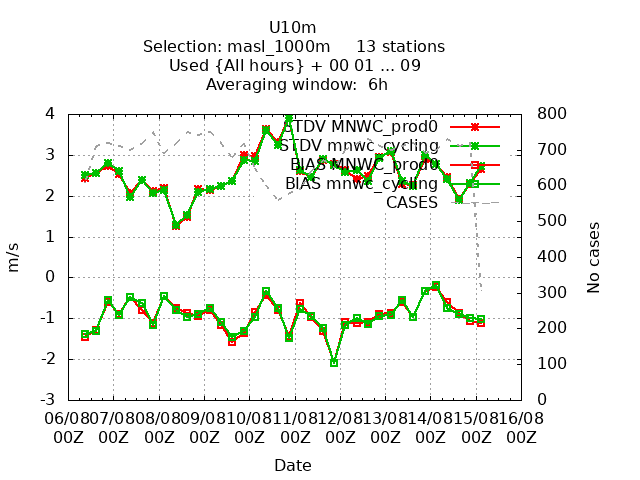 U10m
Selection: masl_1000m 13 stations
Used {All hours} + 00 01 ... 09
Averaging window: 6h
4 800
STDV MNWC_prod0
STDV mnwc_cycling
BIAS MNWC_prod0
BIAS mnwc_cycling
CASES
3 700
2 600
1 500
0 400
-1 300
-2 200
-3 100
0
m/s
No cases
06/08 07/08 08/08 09/08 10/08 11/08 12/08 13/08 14/08 15/08 16/08
00Z 00Z 00Z 00Z 00Z 00Z 00Z 00Z 00Z 00Z 00Z
Date